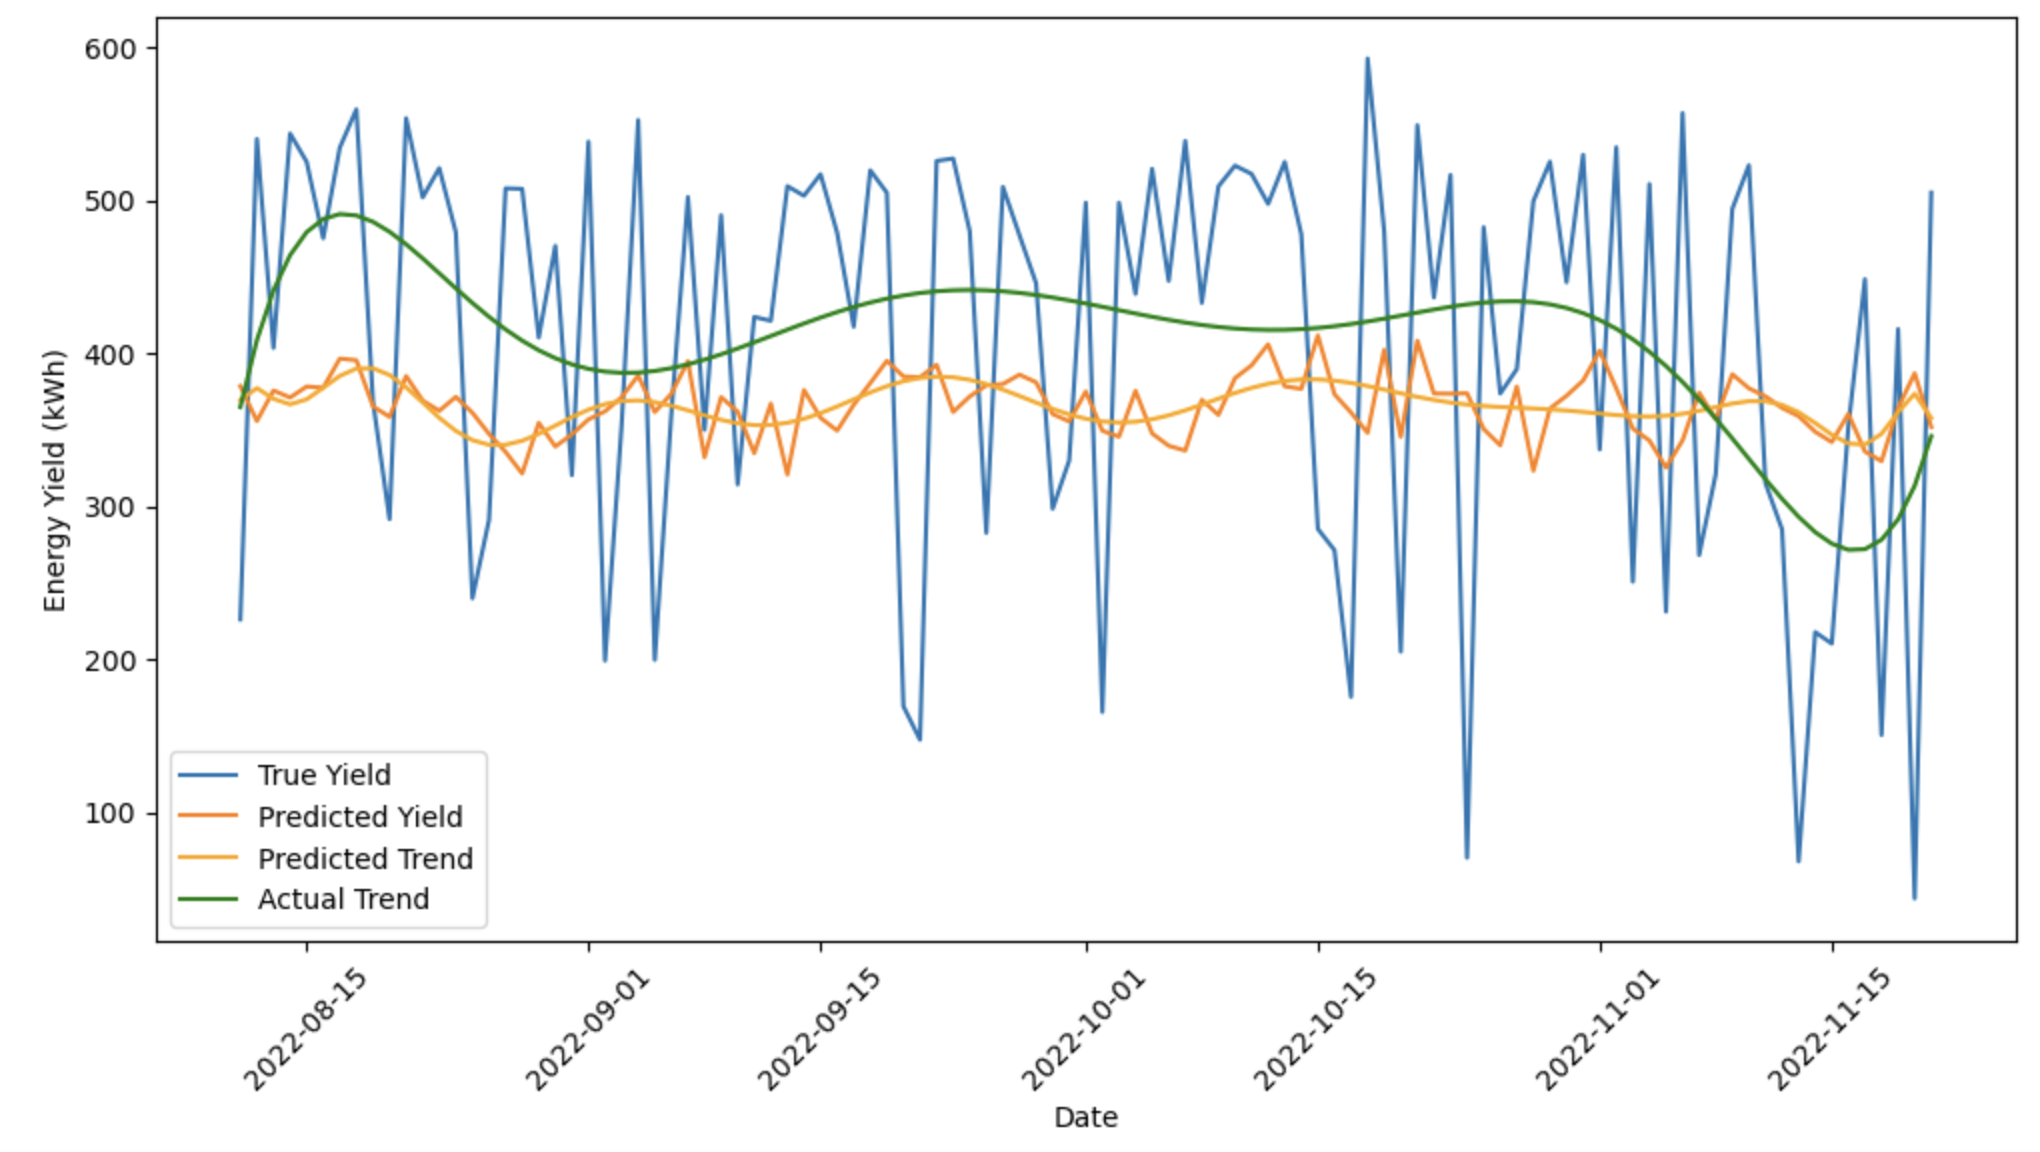 600
500
400
300
200
100
Energy Yield (kWh)
True Yield
Predicted Yield
Predicted Trend
Actual Trend
2022-08-15
2022-09-01
2022-09-15
2022-10-01
2022-10-15
2022-11-01
2022-11-15
Date